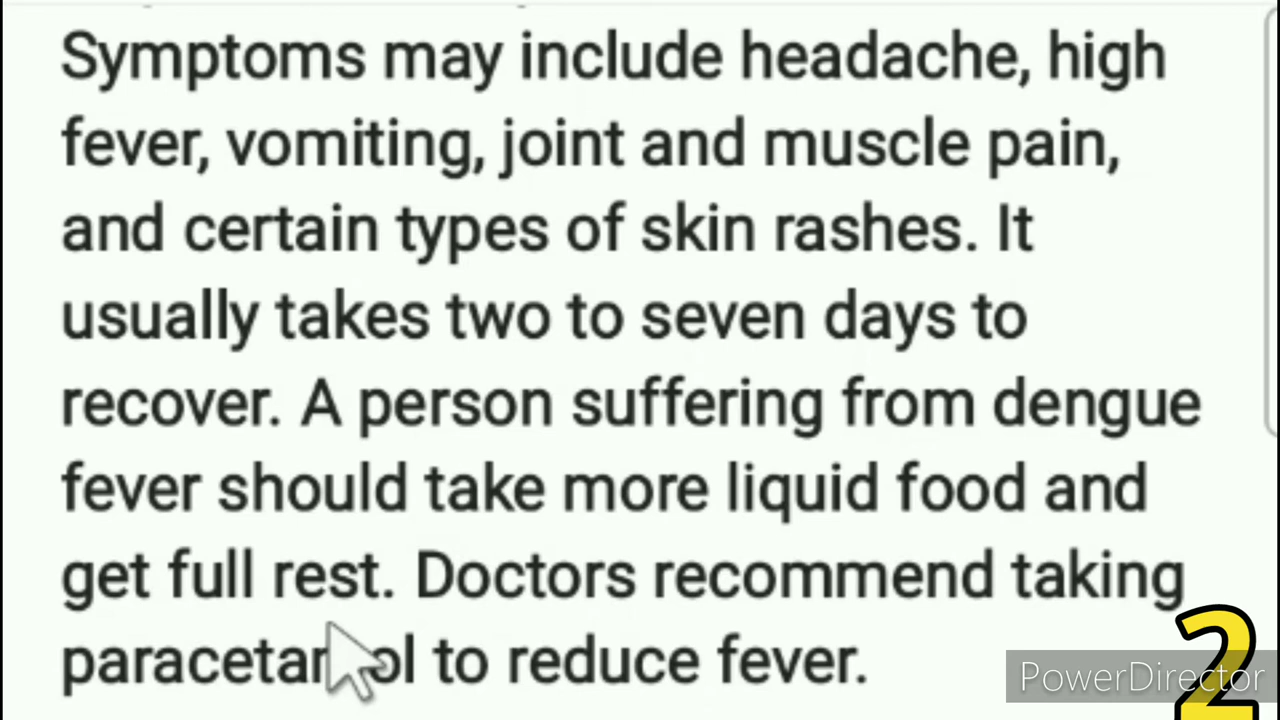 Symptoms may include headache, high
fever, vomiting, joint and muscle pain,
and certain types of skin rashes. It
usually takes two to seven days to
recover. A person suffering from dengue
fever should take more liquid food and
get full rest. Doctors recommend taking
to reduce fever.
2
PowerDirector